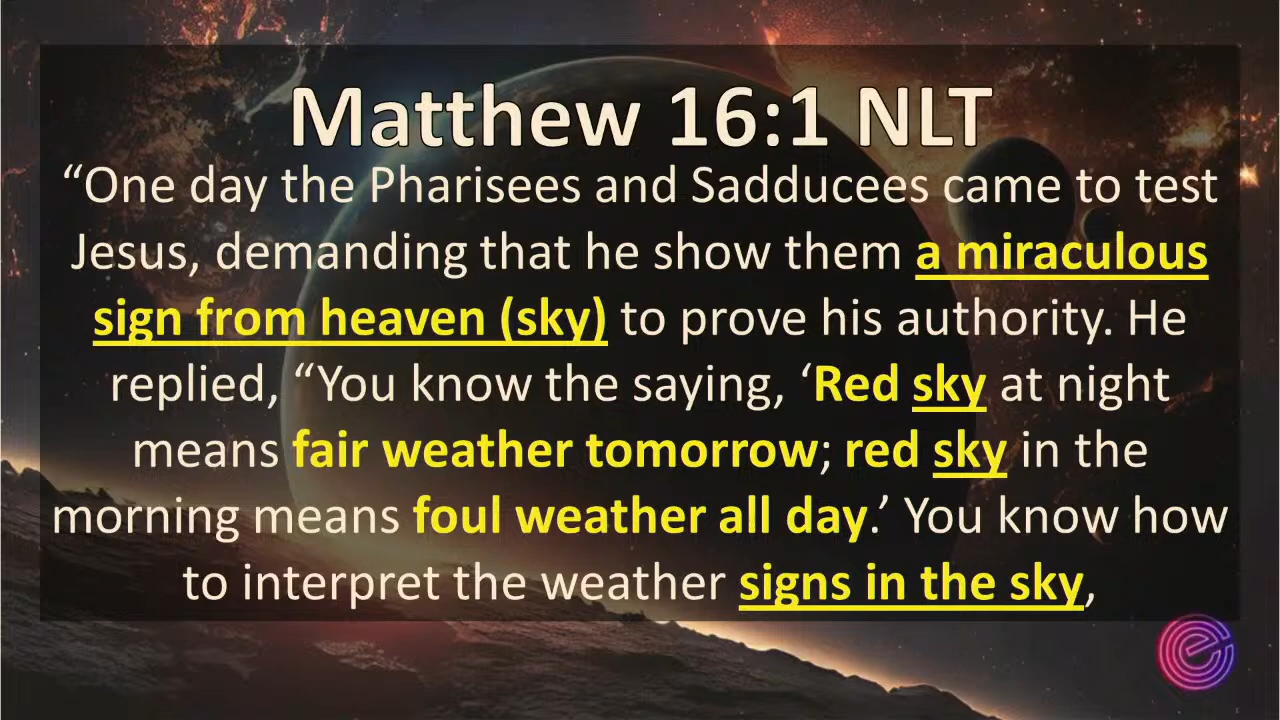 Matthew 16:1 NLT
“One day the Pharisees and Sadducees came to test
Jesus, demanding that he show them a miraculous
sign from heaven (sky) to prove his authority. He
replied, “You know the saying, ‘Red sky at night
means fair weather tomorrow; red sky in the
morning means foul weather all day.’ You know how
to interpret the weather signs in the sky,